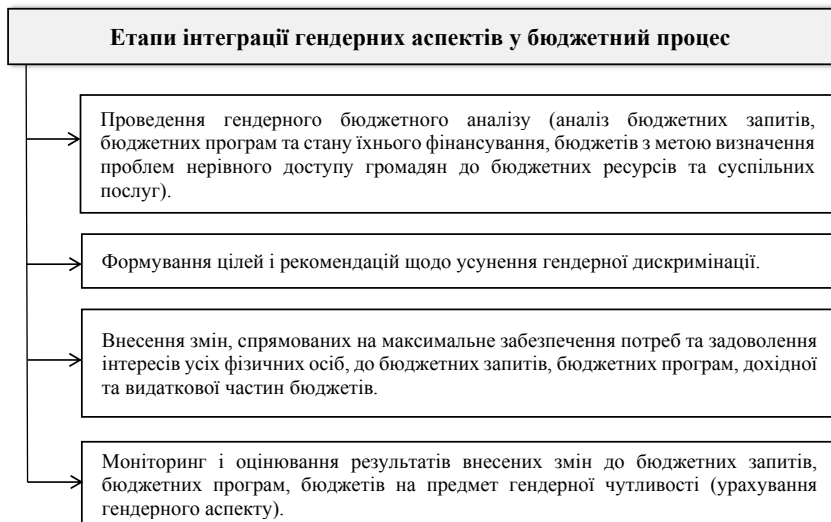 Етапи інтеграції гендерних аспектів у бюджетний процес
Проведення гендерного бюджетного аналізу (аналіз бюджетних запитів,
бюджетних програм та стану їхнього фінансування, бюджетів з метою визначення
проблем нерівного доступу громадян до бюджетних ресурсів та суспільних
послуг).
Формування цілей і рекомендацій щодо усунення гендерної дискримінації.
Внесення змін, спрямованих на максимальне забезпечення потреб та задоволення
інтересів усіх фізичних осіб, до бюджетних запитів, бюджетних програм, дохідної
та видаткової частин бюджетів.
Моніторинг і оцінювання результатів внесених змін до бюджетних запитів,
бюджетних програм, бюджетів на предмет гендерної чутливості (урахування
гендерного аспекту).